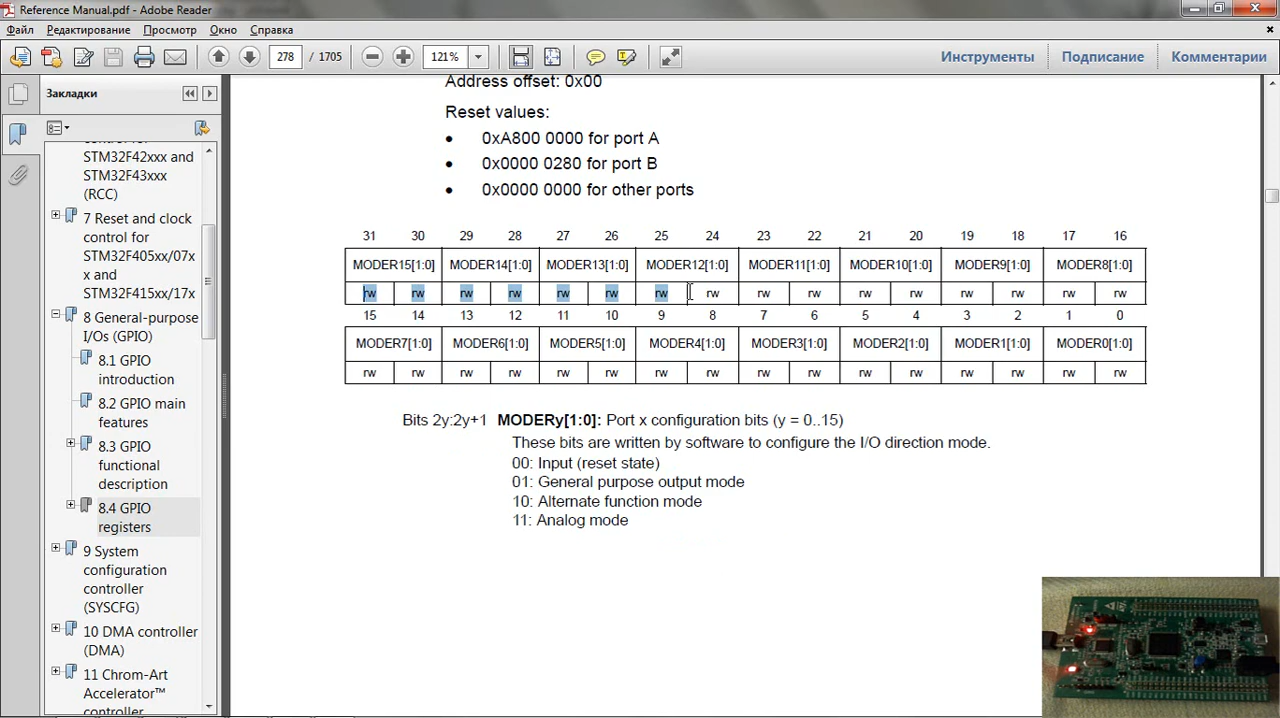 Reference Manual.pdf - Adobe Reader
Файл Редактирование Просмотр Окно Справка
278 / 1705 121% Инструменты Подписание Комментарии
Закладки
STM32F42xxx and
STM32F43xxx
(RCC)
7 Reset and clock
control for
STM32F405xx/07x
x and
STM32F415xx/17x
8 General-purpose
I/Os (GPIO)
8.1 GPIO
introduction
8.2 GPIO main
features
8.3 GPIO
functional
description
8.4 GPIO
registers
9 System
configuration
controller
(SYSCFG)
10 DMA controller
(DMA)
11 Chrom-Art
Accelerator™
controller
Address offset: 0x00
Reset values:
• 0xA800 0000 for port A
• 0x0000 0280 for port B
• 0x0000 0000 for other ports
31 30 29 28 27 26 25 24 23 22 21 20 19 18 17 16
MODER15[1:0] MODER14[1:0] MODER13[1:0] MODER12[1:0] MODER11[1:0] MODER10[1:0] MODER9[1:0] MODER8[1:0]
rw rw rw rw rw rw rw rw rw rw rw rw rw rw rw rw
15 14 13 12 11 10 9 8 7 6 5 4 3 2 1 0
MODER7[1:0] MODER6[1:0] MODER5[1:0] MODER4[1:0] MODER3[1:0] MODER2[1:0] MODER1[1:0] MODER0[1:0]
rw rw rw rw rw rw rw rw rw rw rw rw rw rw rw rw
Bits 2y:2y+1 MODERy[1:0]: Port x configuration bits (y = 0..15)
These bits are written by software to configure the I/O direction mode.
00: Input (reset state)
01: General purpose output mode
10: Alternate function mode
11: Analog mode